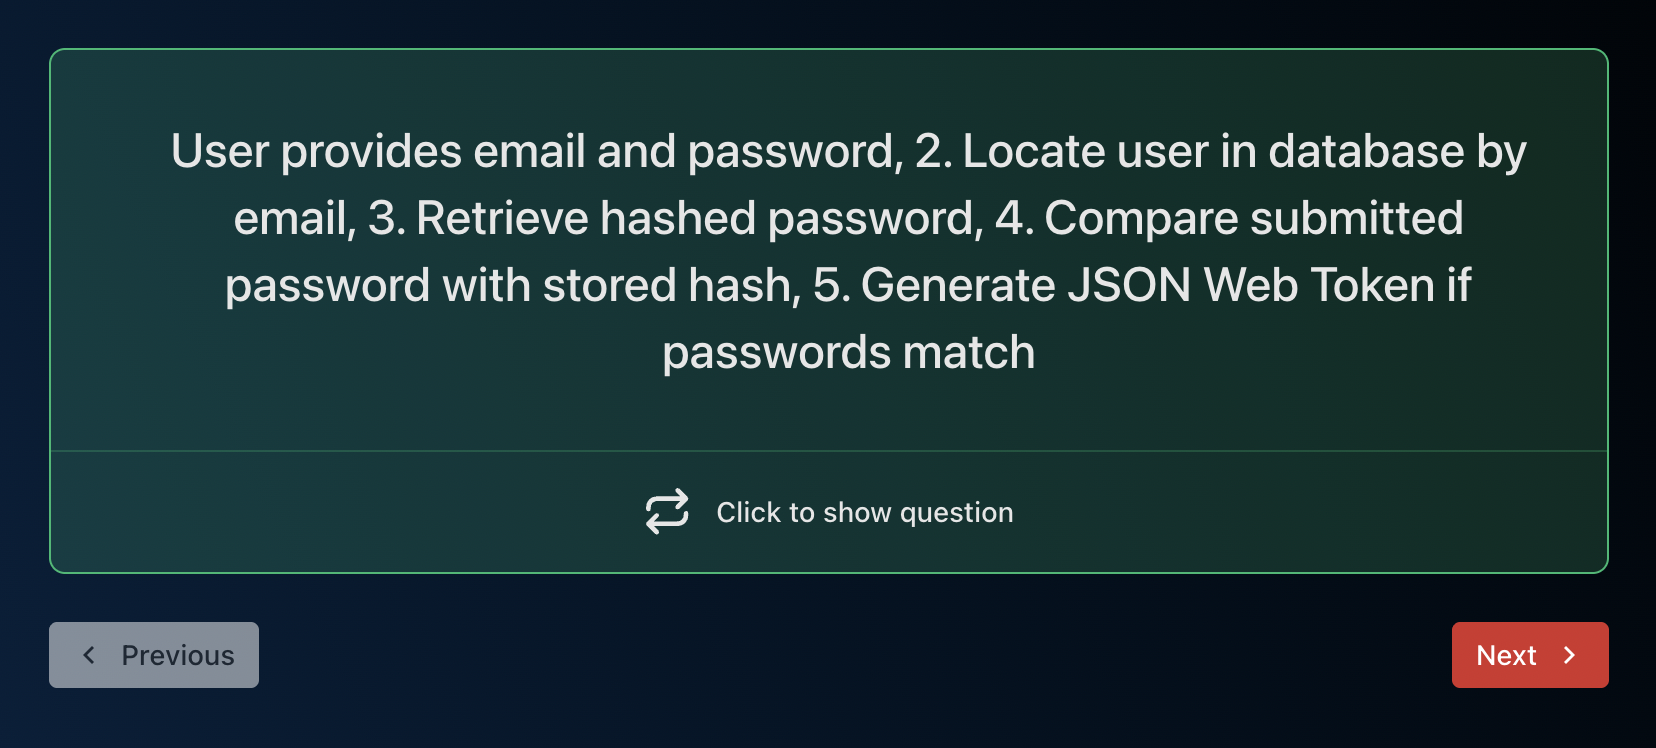 User provides email and password, 2. Locate user in database by
email, 3. Retrieve hashed password, 4. Compare submitted
password with stored hash, 5. Generate JSON Web Token if
passwords match
Click to show question
Previous
Next